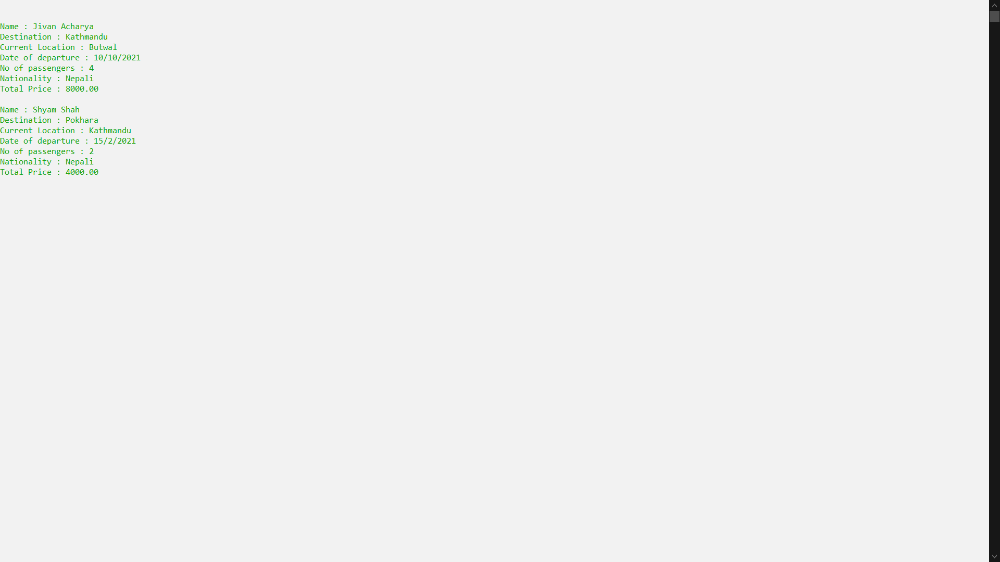 Name : Jivan Acharya
Destination : Kathmandu
Current Location : Butwal
Date of departure : 10/10/2021
No of passengers : 4
Nationality : Nepali
Total Price : 8000.00
Name : Shyam Shah
Destination : Pokhara
Current Location : Kathmandu
Date of departure : 15/2/2021
No of passengers : 2
Nationality : Nepali
Total Price : 4000.00